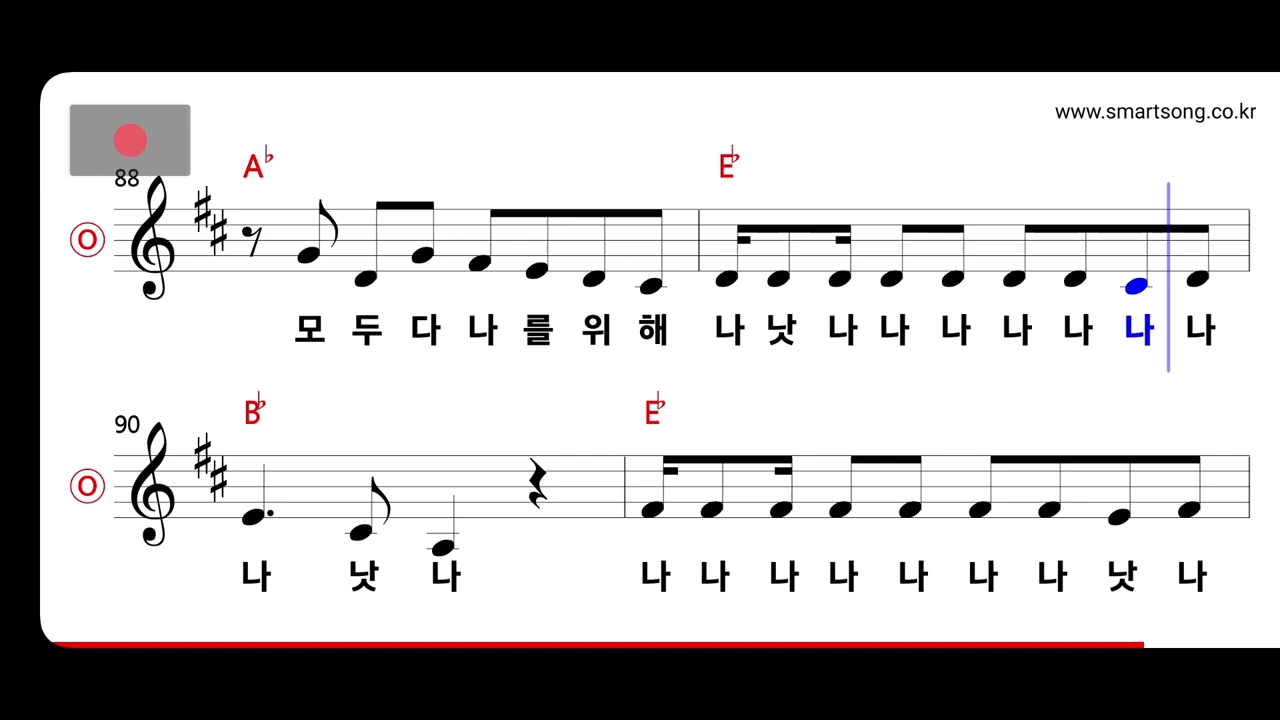 www.smartsong.co.kr
A♭ E♭
88
O
모 두 다 나 를 위 해 나 낫 나 나 나 나 나 나 나
B♭ E♭
90
O
나 낫 나 나 나 나 나 나 나 나 낫 나